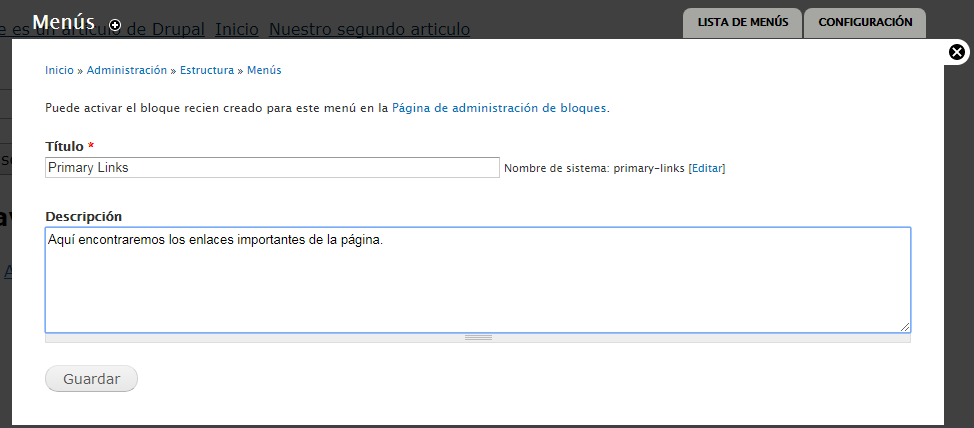 Menús
e es un artículo de Drupal Inicio Nuestro segundo articulo
LISTA DE MENÚS
CONFIGURACIÓN
Inicio » Administración » Estructura » Menús
Puede activar el bloque recien creado para este menú en la Página de administración de bloques.
Título *
Primary Links
Nombre de sistema: primary-links [Editar]
Descripción
Aquí encontraremos los enlaces importantes de la página.
Guardar